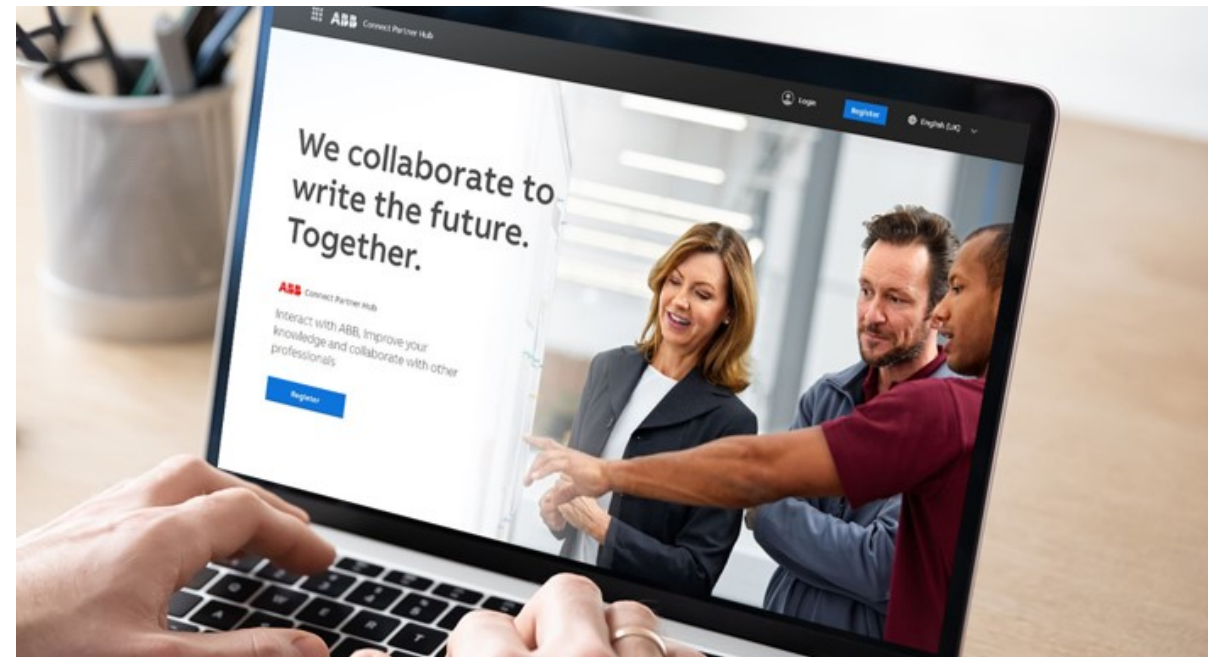 ABB Connect Partner Hub
Login
Register
English (UK)
We collaborate to
write the future.
Together.
ABB Connect Partner Hub
Interact with ABB, Improve your
knowledge and collaborate with other
professionals
Register
Q
W
E
R
T
A
S
D